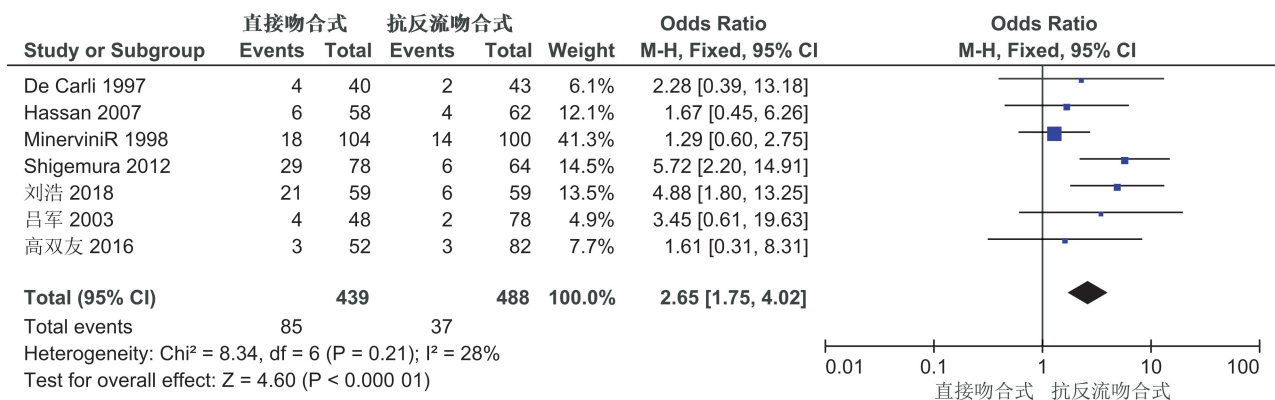 直接吻合式 抗反流吻合式 Odds Ratio Odds Ratio
Study or Subgroup Events Total Events Total Weight M-H, Fixed, 95% CI M-H, Fixed, 95% CI
De Carli 1997 4 40 2 43 6.1% 2.28 [0.39, 13.18]
Hassan 2007 6 58 4 62 12.1% 1.67 [0.45, 6.26]
MinerviniR 1998 18 104 14 100 41.3% 1.29 [0.60, 2.75]
Shigemura 2012 29 78 6 64 14.5% 5.72 [2.20, 14.91]
刘浩 2018 21 59 6 59 13.5% 4.88 [1.80, 13.25]
吕军 2003 4 48 2 78 4.9% 3.45 [0.61, 19.63]
高双友 2016 3 52 3 82 7.7% 1.61 [0.31, 8.31]
Total (95% CI) 439 488 100.0% 2.65 [1.75, 4.02]
Total events 85 37
Heterogeneity: Chi² = 8.34, df = 6 (P = 0.21); I² = 28%
Test for overall effect: Z = 4.60 (P < 0.000 01)
0.01 0.1 1 10 100
直接吻合式 抗反流吻合式